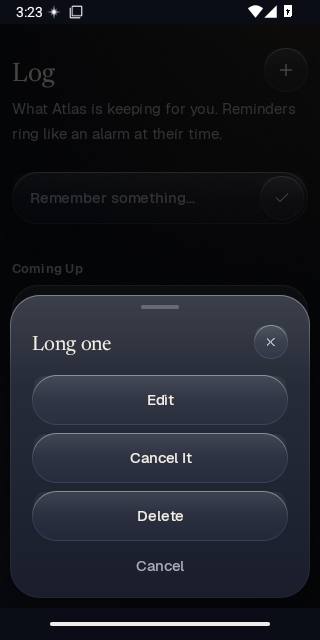 3:23
Log
What Atlas is keeping for you. Reminders
ring like an alarm at their time.
Remember something...
Coming Up
Long one
Edit
Cancel It
Delete
Cancel